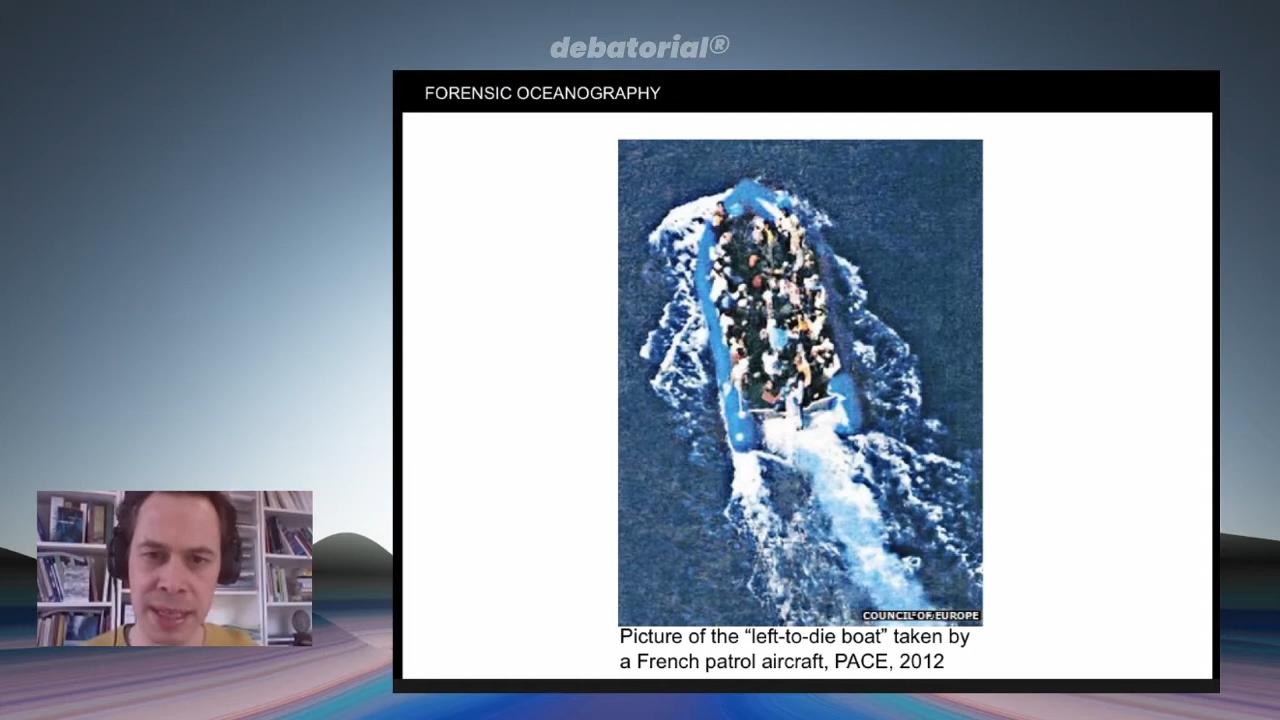 debatorial®
FORENSIC OCEANOGRAPHY
COUNCIL OF EUROPE
Picture of the “left-to-die boat” taken by
a French patrol aircraft, PACE, 2012